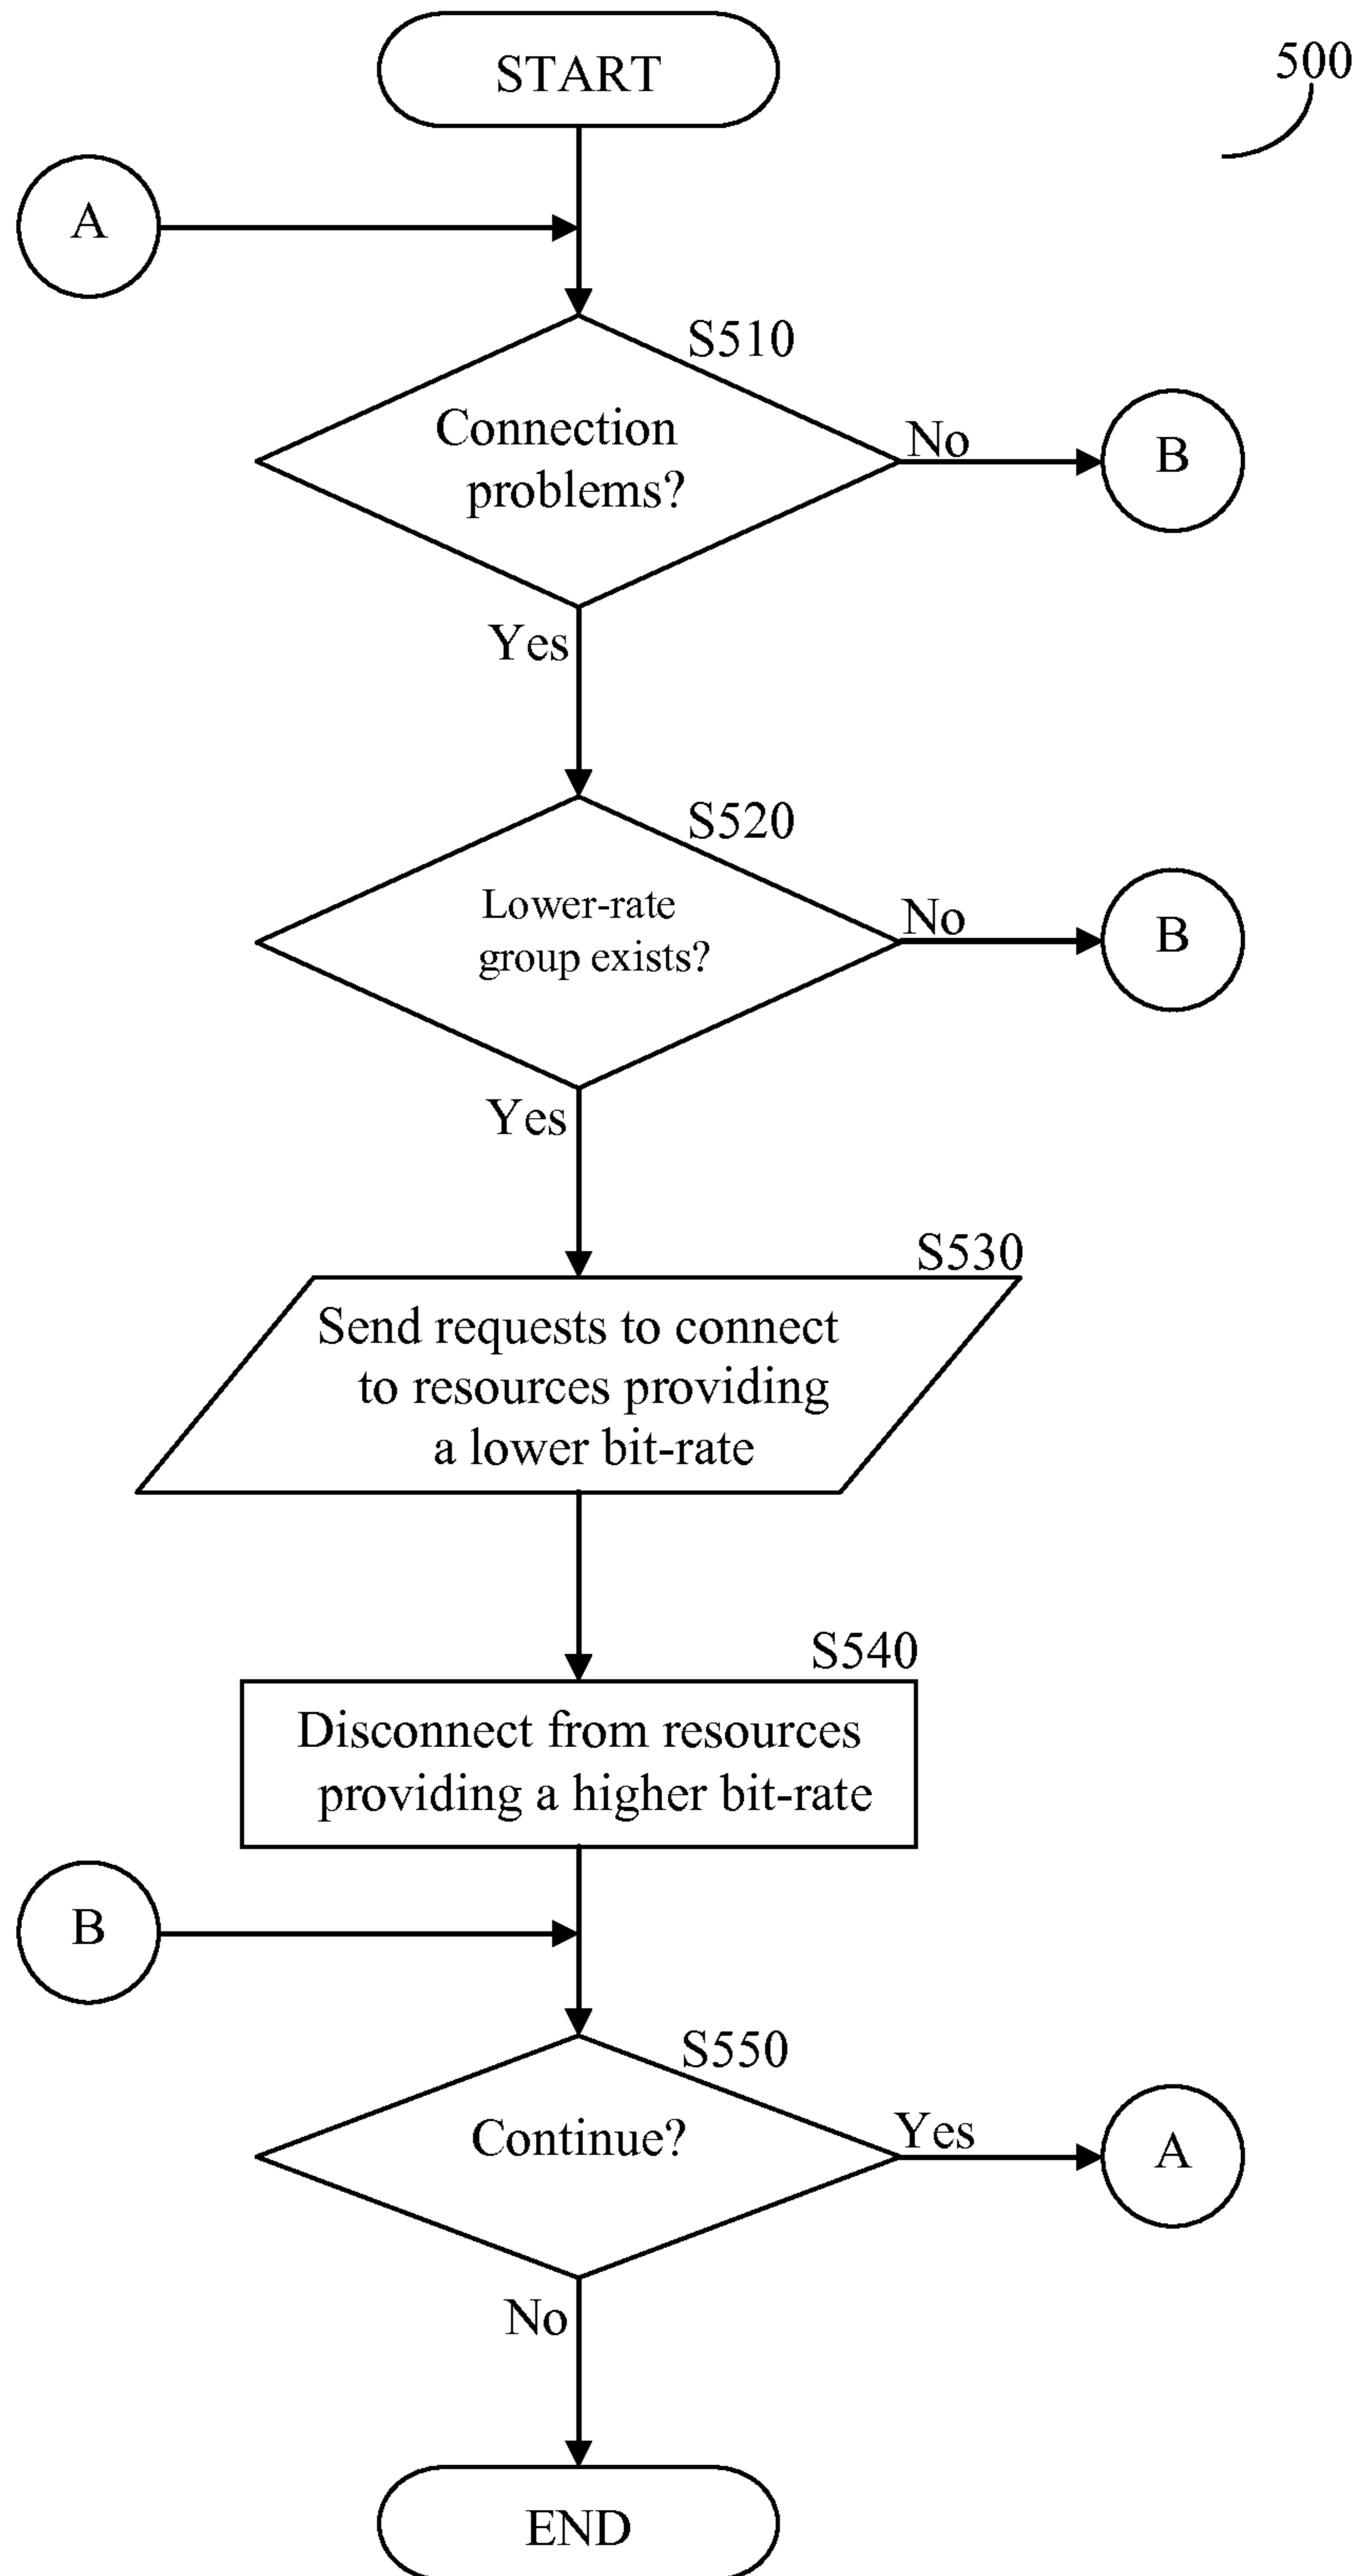 START
500
A
S510
Connection
problems?
No
B
Yes
S520
Lower-rate
group exists?
No
B
Yes
S530
Send requests to connect
to resources providing
a lower bit-rate
S540
Disconnect from resources
providing a higher bit-rate
B
S550
Continue?
Yes
A
No
END